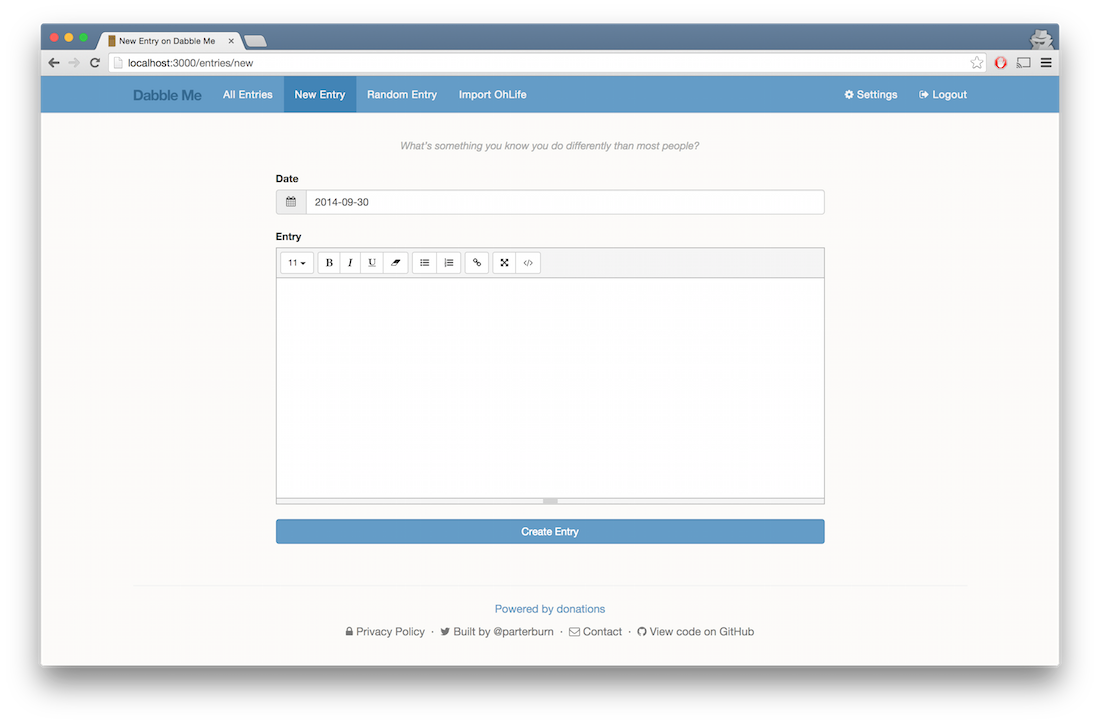 New Entry on Dabble Me
localhost:3000/entries/new
Dabble Me All Entries New Entry Random Entry Import OhLife Settings Logout
What's something you know you do differently than most people?
Date
2014-09-30
Entry
11 B I U </>
Create Entry
Powered by donations
Privacy Policy · Built by @parterburn · Contact · View code on GitHub